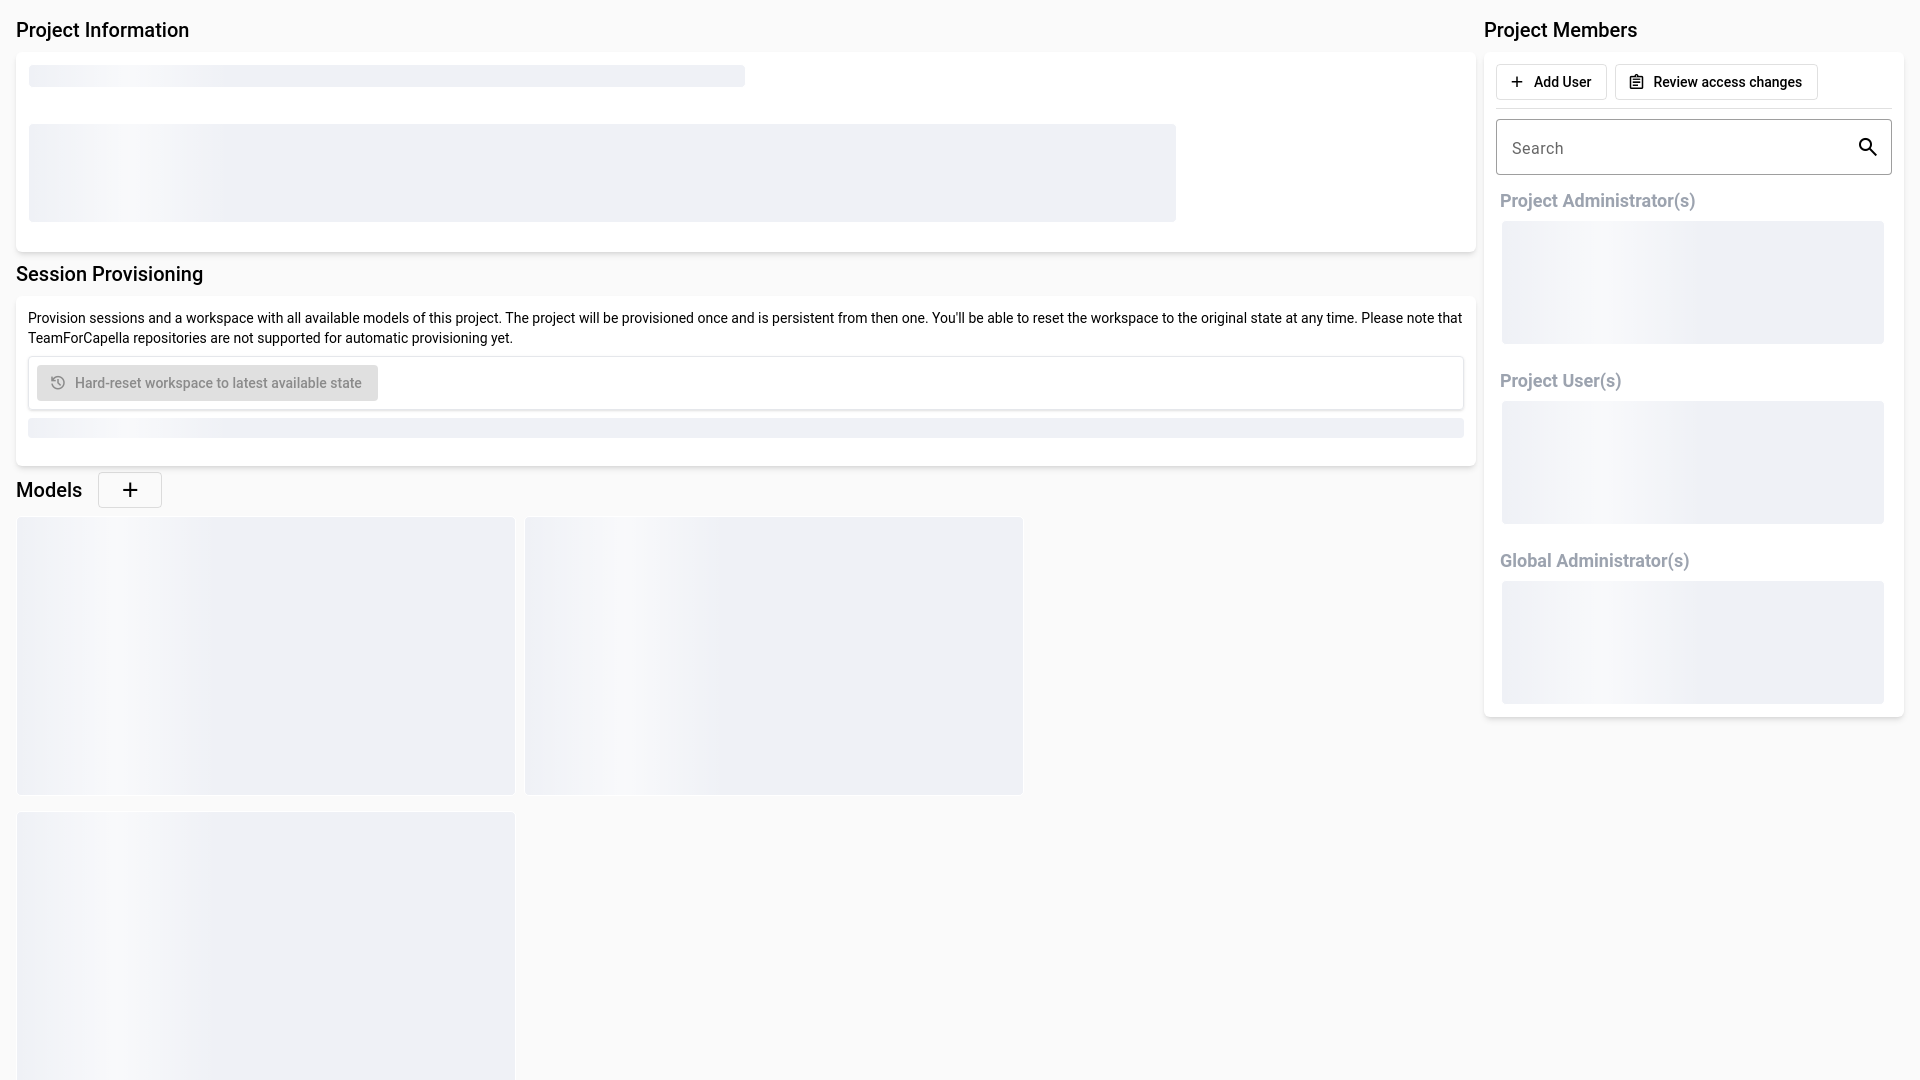 Project Information
Session Provisioning
Provision sessions and a workspace with all available models of this project. The project will be provisioned once and is persistent from then one. You'll be able to reset the workspace to the original state at any time. Please note that
TeamForCapella repositories are not supported for automatic provisioning yet.
Hard-reset workspace to latest available state
Models
Project Members
Add User
Review access changes
Search
Project Administrator(s)
Project User(s)
Global Administrator(s)